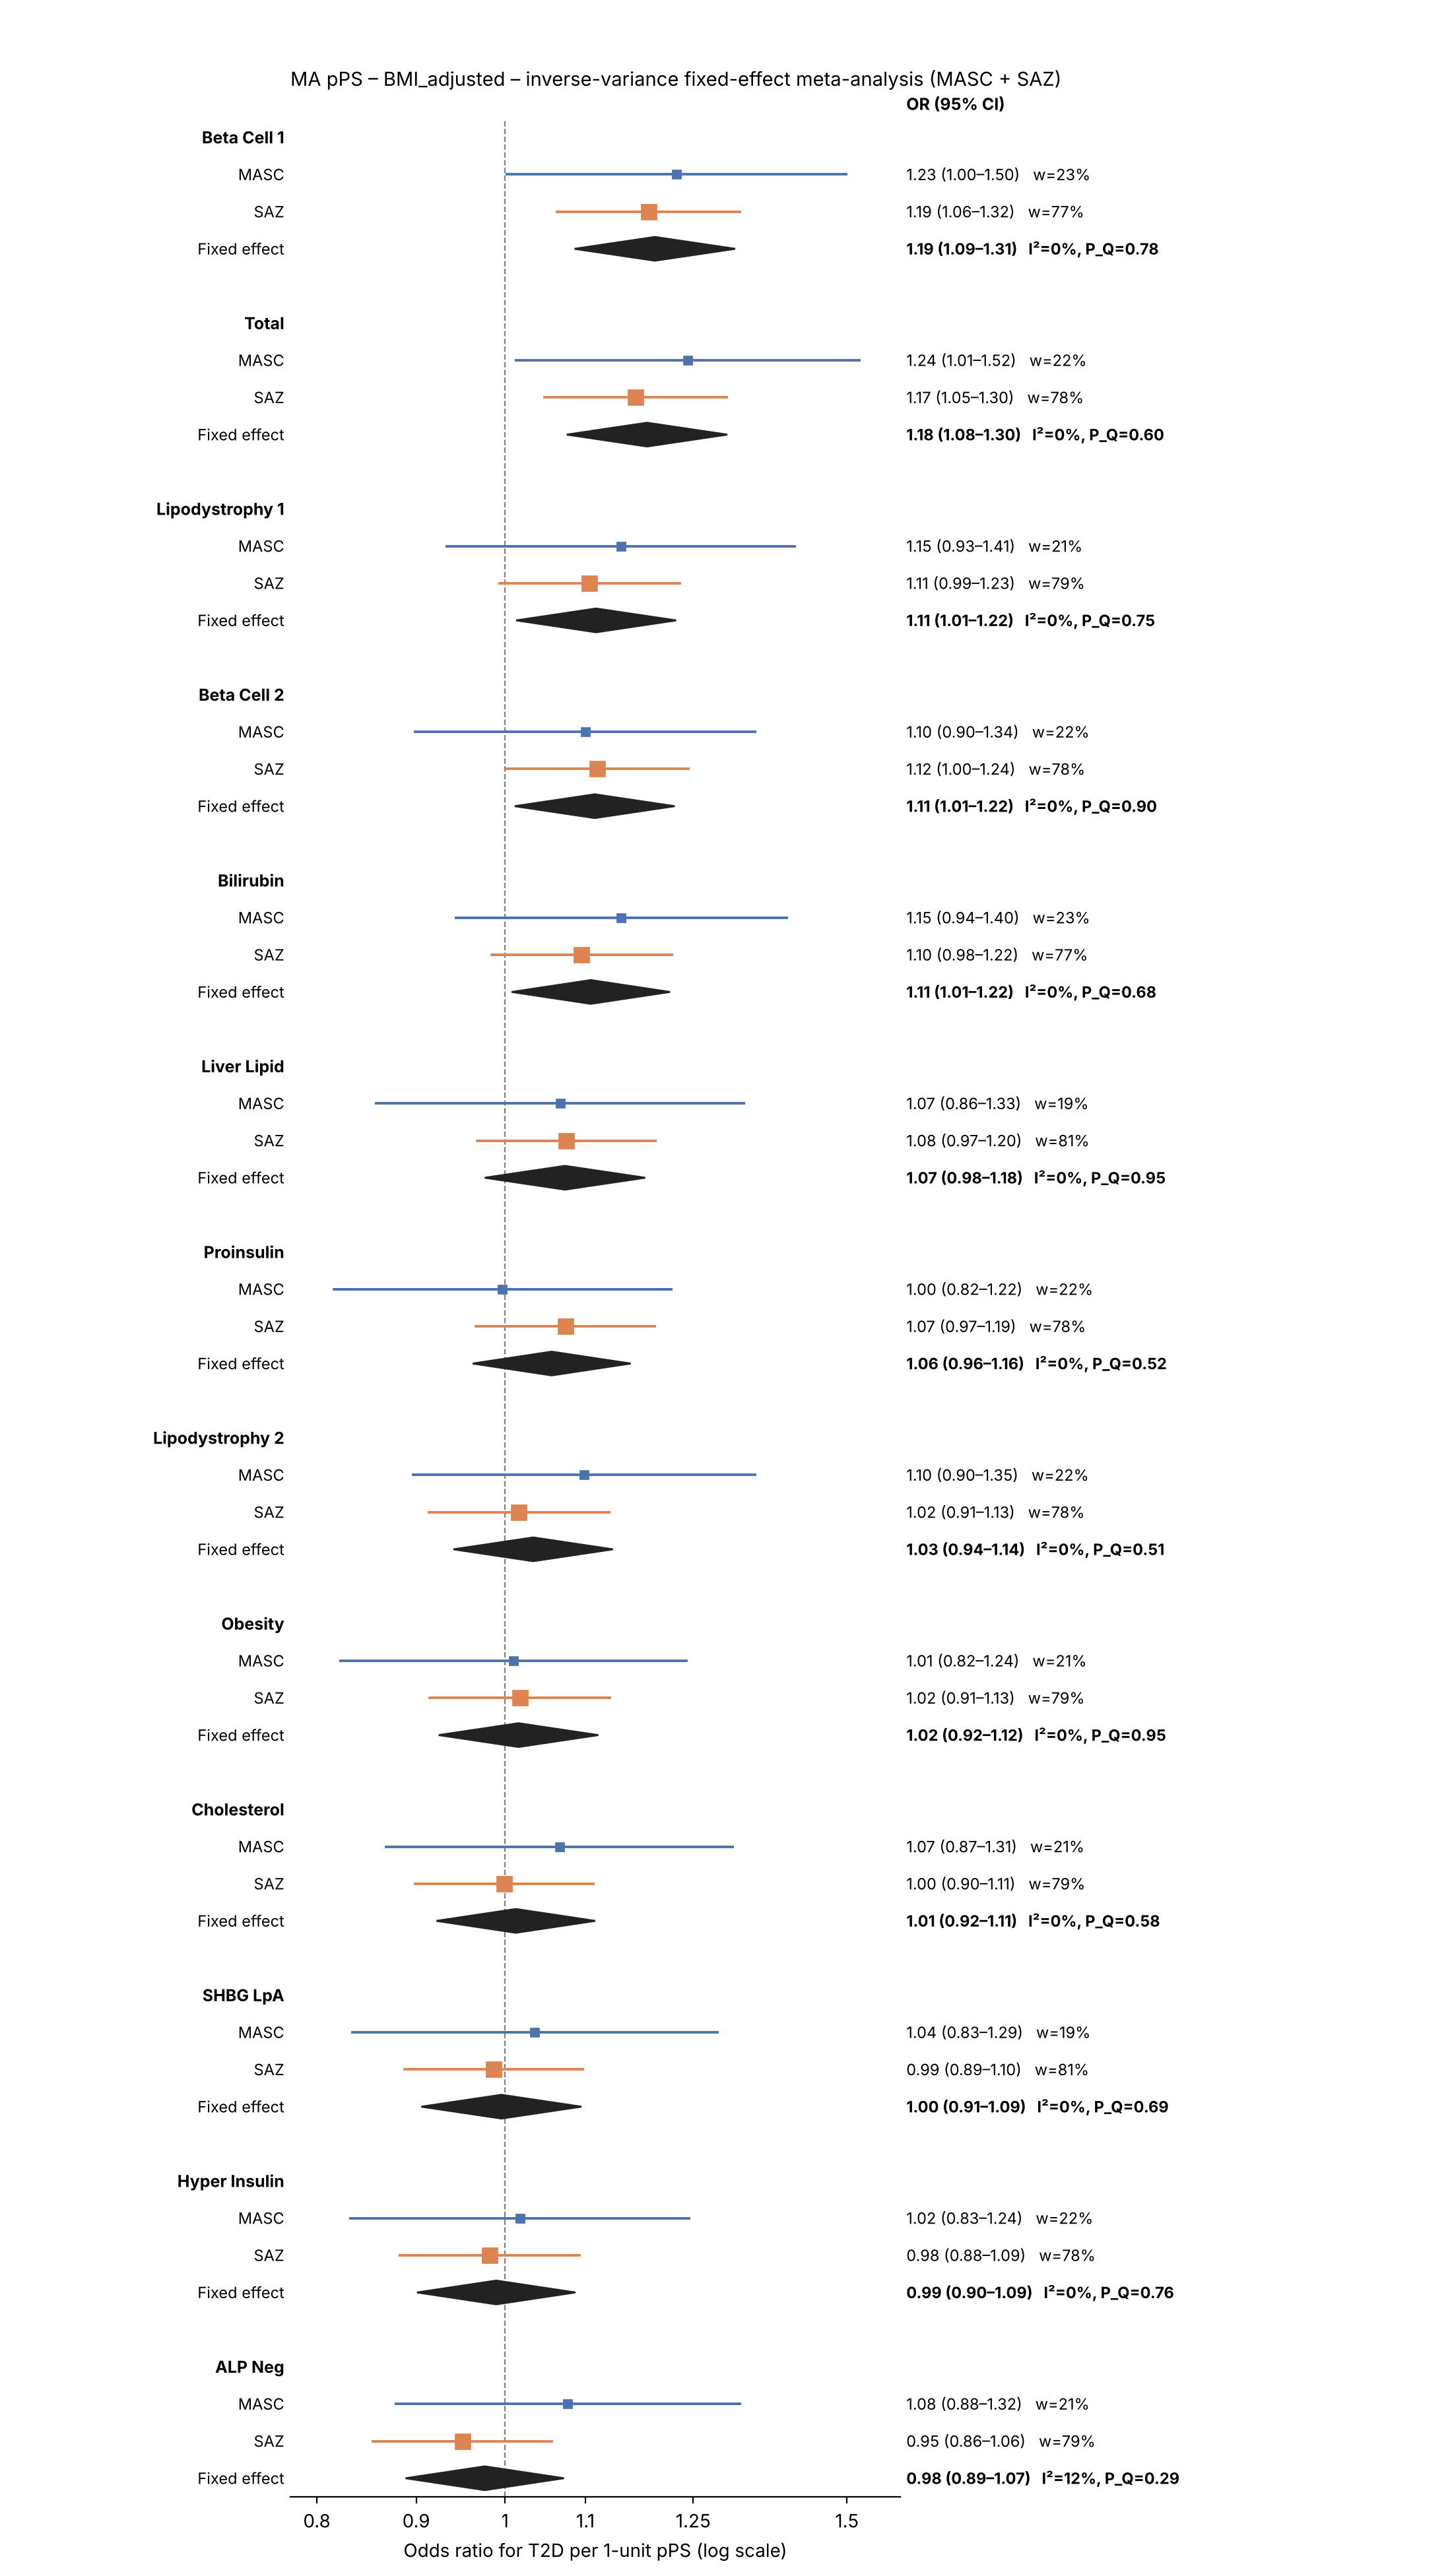 MA pPS – BMI_adjusted – inverse-variance fixed-effect meta-analysis (MASC + SAZ)
OR (95% CI)
Beta Cell 1
MASC 1.23 (1.00–1.50) w=23%
SAZ 1.19 (1.06–1.32) w=77%
Fixed effect 1.19 (1.09–1.31) I²=0%, P_Q=0.78
Total
MASC 1.24 (1.01–1.52) w=22%
SAZ 1.17 (1.05–1.30) w=78%
Fixed effect 1.18 (1.08–1.30) I²=0%, P_Q=0.60
Lipodystrophy 1
MASC 1.15 (0.93–1.41) w=21%
SAZ 1.11 (0.99–1.23) w=79%
Fixed effect 1.11 (1.01–1.22) I²=0%, P_Q=0.75
Beta Cell 2
MASC 1.10 (0.90–1.34) w=22%
SAZ 1.12 (1.00–1.24) w=78%
Fixed effect 1.11 (1.01–1.22) I²=0%, P_Q=0.90
Bilirubin
MASC 1.15 (0.94–1.40) w=23%
SAZ 1.10 (0.98–1.22) w=77%
Fixed effect 1.11 (1.01–1.22) I²=0%, P_Q=0.68
Liver Lipid
MASC 1.07 (0.86–1.33) w=19%
SAZ 1.08 (0.97–1.20) w=81%
Fixed effect 1.07 (0.98–1.18) I²=0%, P_Q=0.95
Proinsulin
MASC 1.00 (0.82–1.22) w=22%
SAZ 1.07 (0.97–1.19) w=78%
Fixed effect 1.06 (0.96–1.16) I²=0%, P_Q=0.52
Lipodystrophy 2
MASC 1.10 (0.90–1.35) w=22%
SAZ 1.02 (0.91–1.13) w=78%
Fixed effect 1.03 (0.94–1.14) I²=0%, P_Q=0.51
Obesity
MASC 1.01 (0.82–1.24) w=21%
SAZ 1.02 (0.91–1.13) w=79%
Fixed effect 1.02 (0.92–1.12) I²=0%, P_Q=0.95
Cholesterol
MASC 1.07 (0.87–1.31) w=21%
SAZ 1.00 (0.90–1.11) w=79%
Fixed effect 1.01 (0.92–1.11) I²=0%, P_Q=0.58
SHBG LpA
MASC 1.04 (0.83–1.29) w=19%
SAZ 0.99 (0.89–1.10) w=81%
Fixed effect 1.00 (0.91–1.09) I²=0%, P_Q=0.69
Hyper Insulin
MASC 1.02 (0.83–1.24) w=22%
SAZ 0.98 (0.88–1.09) w=78%
Fixed effect 0.99 (0.90–1.09) I²=0%, P_Q=0.76
ALP Neg
MASC 1.08 (0.88–1.32) w=21%
SAZ 0.95 (0.86–1.06) w=79%
Fixed effect 0.98 (0.89–1.07) I²=12%, P_Q=0.29
0.8 0.9 1 1.1 1.25 1.5
Odds ratio for T2D per 1-unit pPS (log scale)